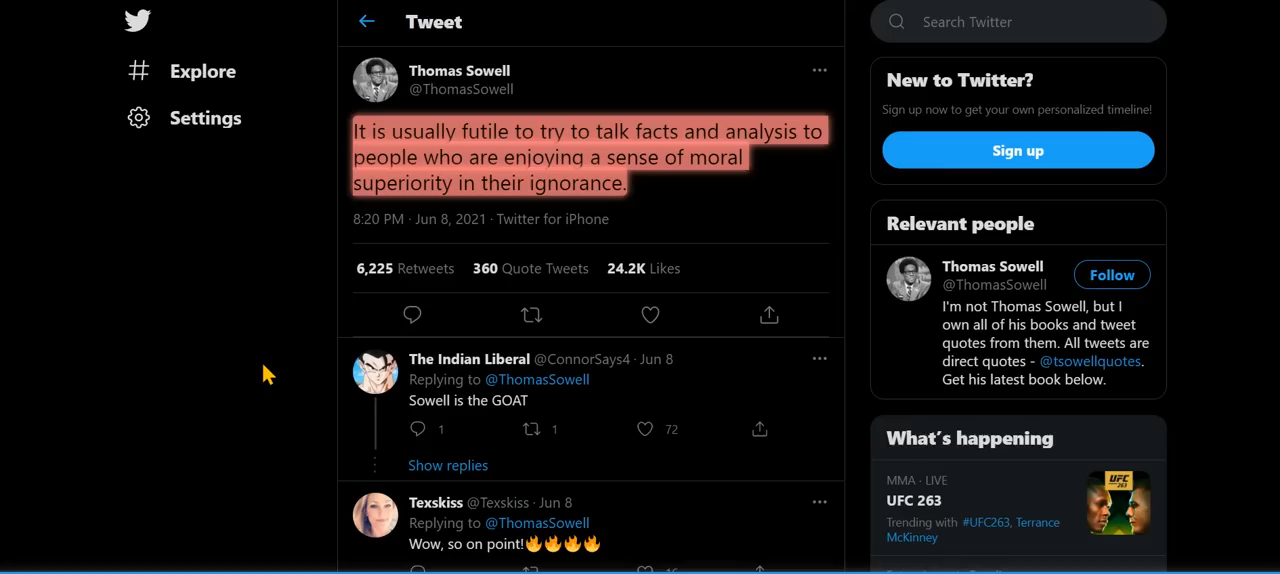 Explore
Settings
Tweet
Thomas Sowell
@ThomasSowell
It is usually futile to try to talk facts and analysis to
people who are enjoying a sense of moral
superiority in their ignorance.
8:20 PM · Jun 8, 2021 · Twitter for iPhone
6,225 Retweets 360 Quote Tweets 24.2K Likes
The Indian Liberal @ConnorSays4 · Jun 8
Replying to @ThomasSowell
Sowell is the GOAT
1 1 72
Show replies
Texskiss @Texskiss · Jun 8
Replying to @ThomasSowell
Wow, so on point!🔥🔥🔥🔥
Search Twitter
New to Twitter?
Sign up now to get your own personalized timeline!
Sign up
Relevant people
Thomas Sowell
@ThomasSowell
Follow
I'm not Thomas Sowell, but I
own all of his books and tweet
quotes from them. All tweets are
direct quotes - @tsowellquotes.
Get his latest book below.
What's happening
MMA · LIVE
UFC 263
Trending with #UFC263, Terrance
McKinney
UFC
263